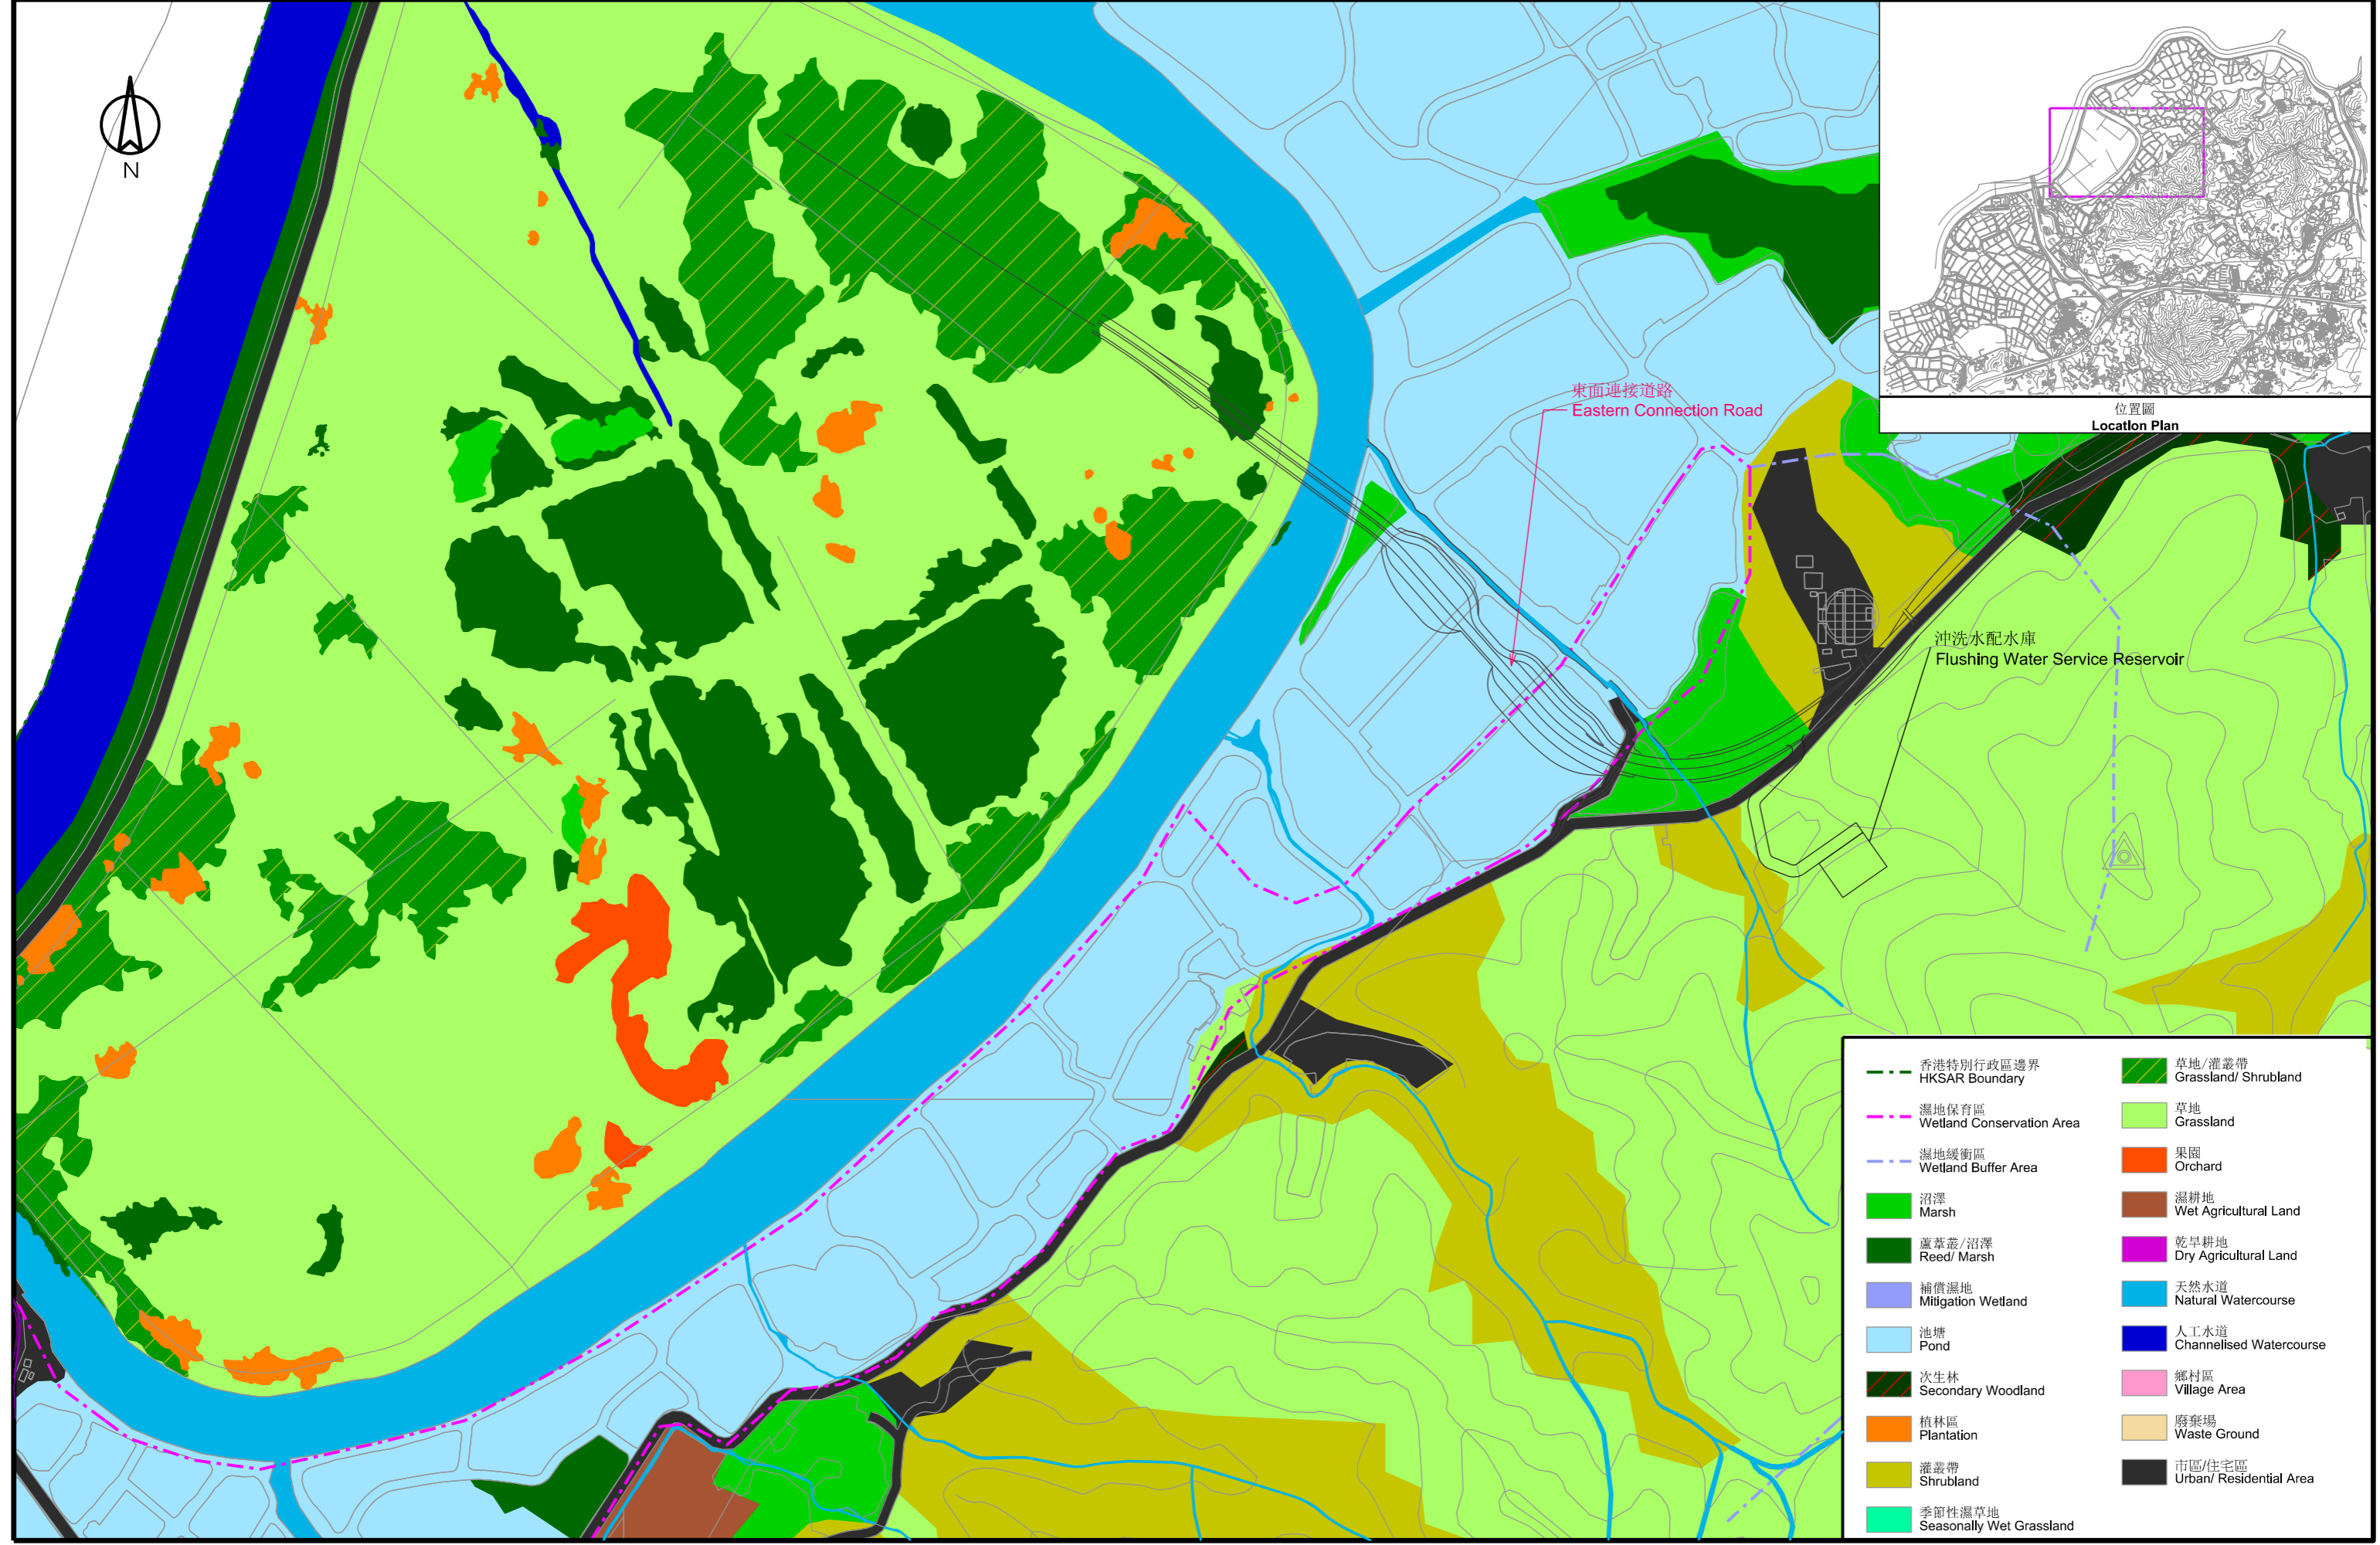 N
東面連接道路
Eastern Connection Road
位置圖
Location Plan
沖洗水配水庫
Flushing Water Service Reservoir
香港特別行政區邊界
HKSAR Boundary
濕地保育區
Wetland Conservation Area
濕地緩衝區
Wetland Buffer Area
沼澤
Marsh
蘆葦叢/沼澤
Reed/ Marsh
補償濕地
Mitigation Wetland
池塘
Pond
次生林
Secondary Woodland
植林區
Plantation
灌叢帶
Shrubland
季節性濕草地
Seasonally Wet Grassland
草地/灌叢帶
Grassland/ Shrubland
草地
Grassland
果園
Orchard
濕耕地
Wet Agricultural Land
乾旱耕地
Dry Agricultural Land
天然水道
Natural Watercourse
人工水道
Channelised Watercourse
鄉村區
Village Area
廢棄場
Waste Ground
市區/住宅區
Urban/ Residential Area